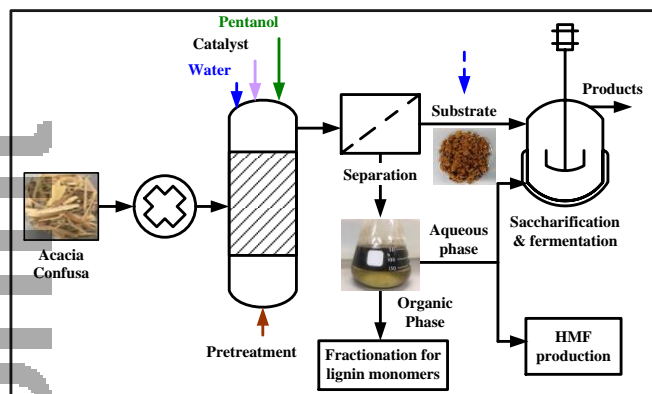 Pentanol
Catalyst
Water
Acacia
Confusa
Pretreatment
Separation
Substrate
Products
Saccharification
& fermentation
Aqueous
phase
Organic
Phase
Fractionation for
lignin monomers
HMF
production